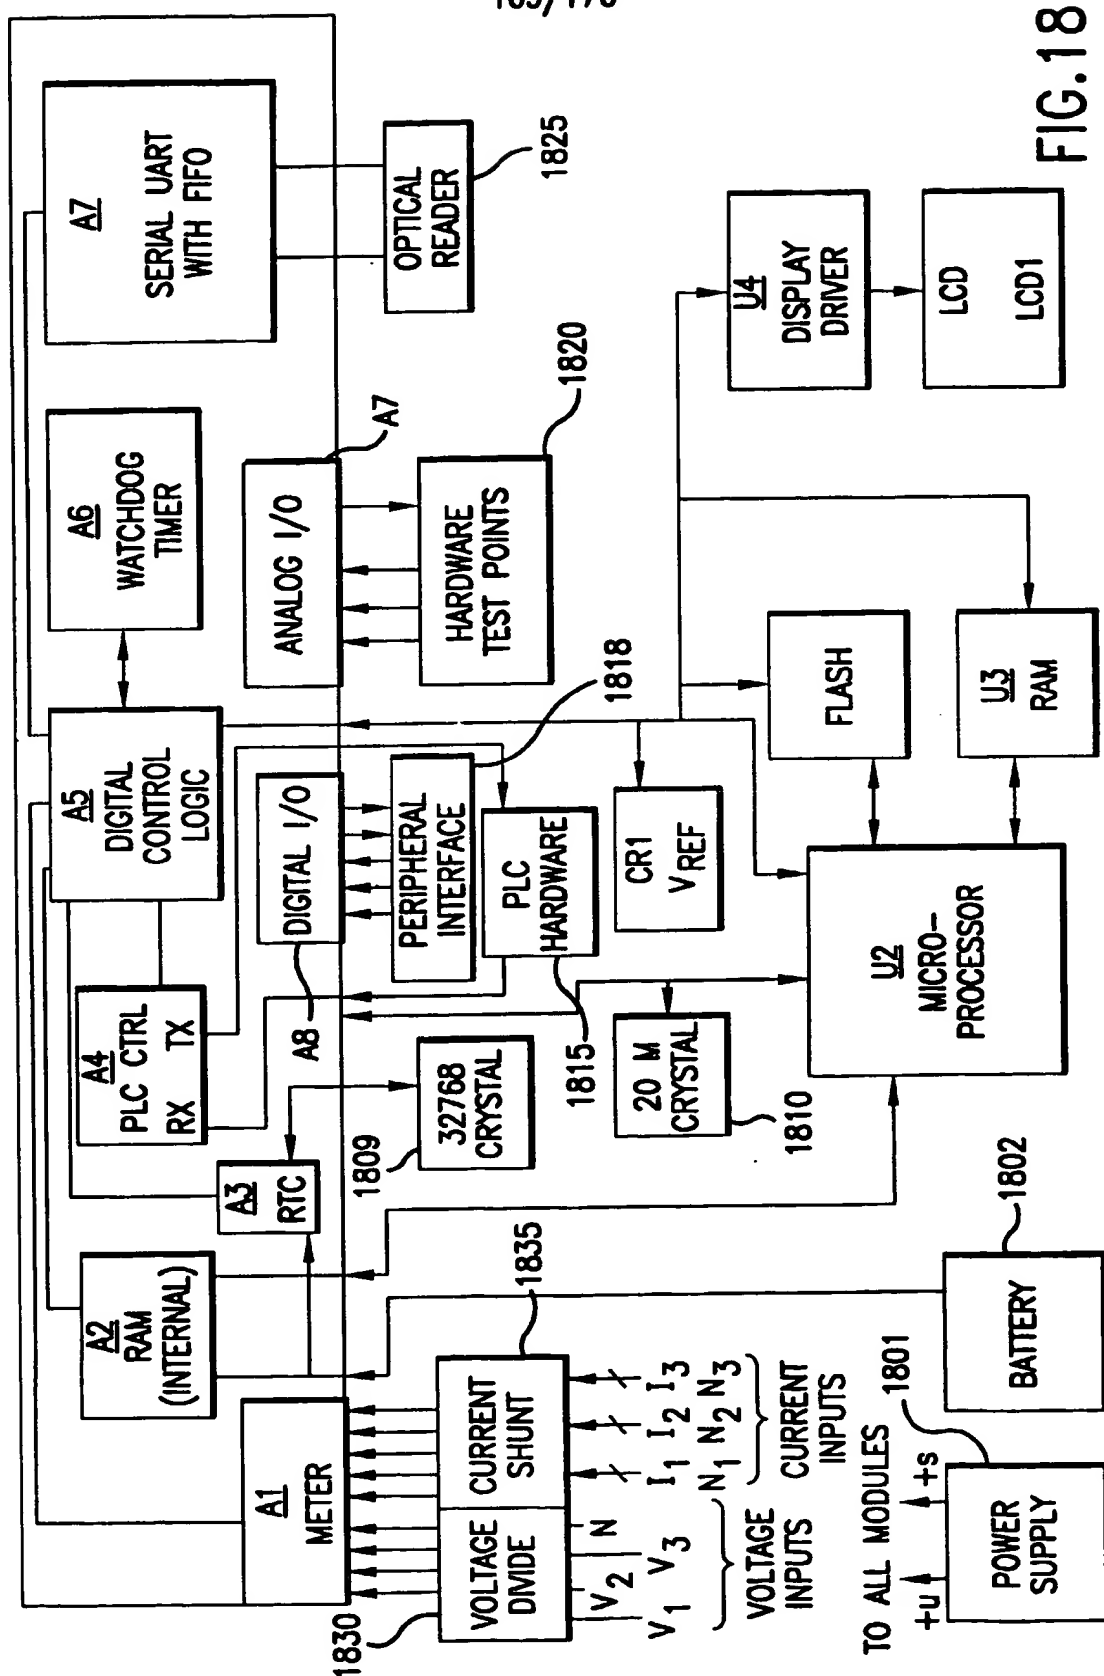 A1
METER
A2
RAM
(INTERNAL)
A3
RTC
A4
PLC CTRL
RX TX
A5
DIGITAL
CONTROL
LOGIC
A6
WATCHDOG
TIMER
A7
SERIAL UART
WITH FIFO
A8
DIGITAL I/O
ANALOG I/O
A7
1830
VOLTAGE
DIVIDE
CURRENT
SHUNT
1835
V1 V2 V3 N
VOLTAGE
INPUTS
I1 I2 I3
N1 N2 N3
CURRENT
INPUTS
1809
32768
CRYSTAL
PERIPHERAL
INTERFACE
1818
HARDWARE
TEST POINTS
1820
OPTICAL
READER
1825
PLC
HARDWARE
1815
20 M
CRYSTAL
1810
CR1
VREF
U2
MICRO-
PROCESSOR
FLASH
U3
RAM
U4
DISPLAY
DRIVER
LCD
LCD1
TO ALL MODULES
+u +s
1801
POWER
SUPPLY
BATTERY
1802
FIG.18